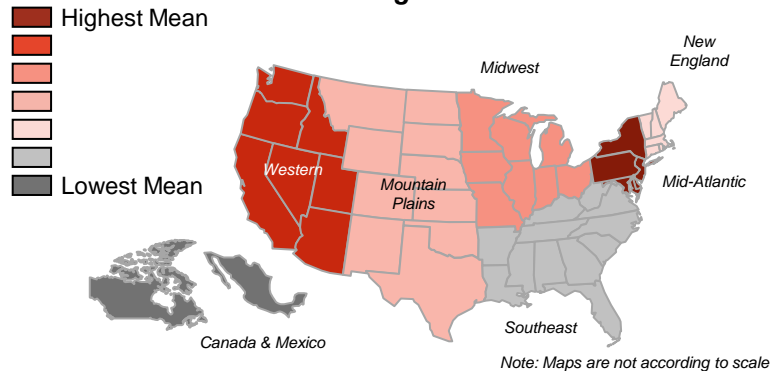 Highest Mean
Lowest Mean
New
England
Midwest
Western
Mountain
Plains
Mid-Atlantic
Southeast
Canada & Mexico
Note: Maps are not according to scale